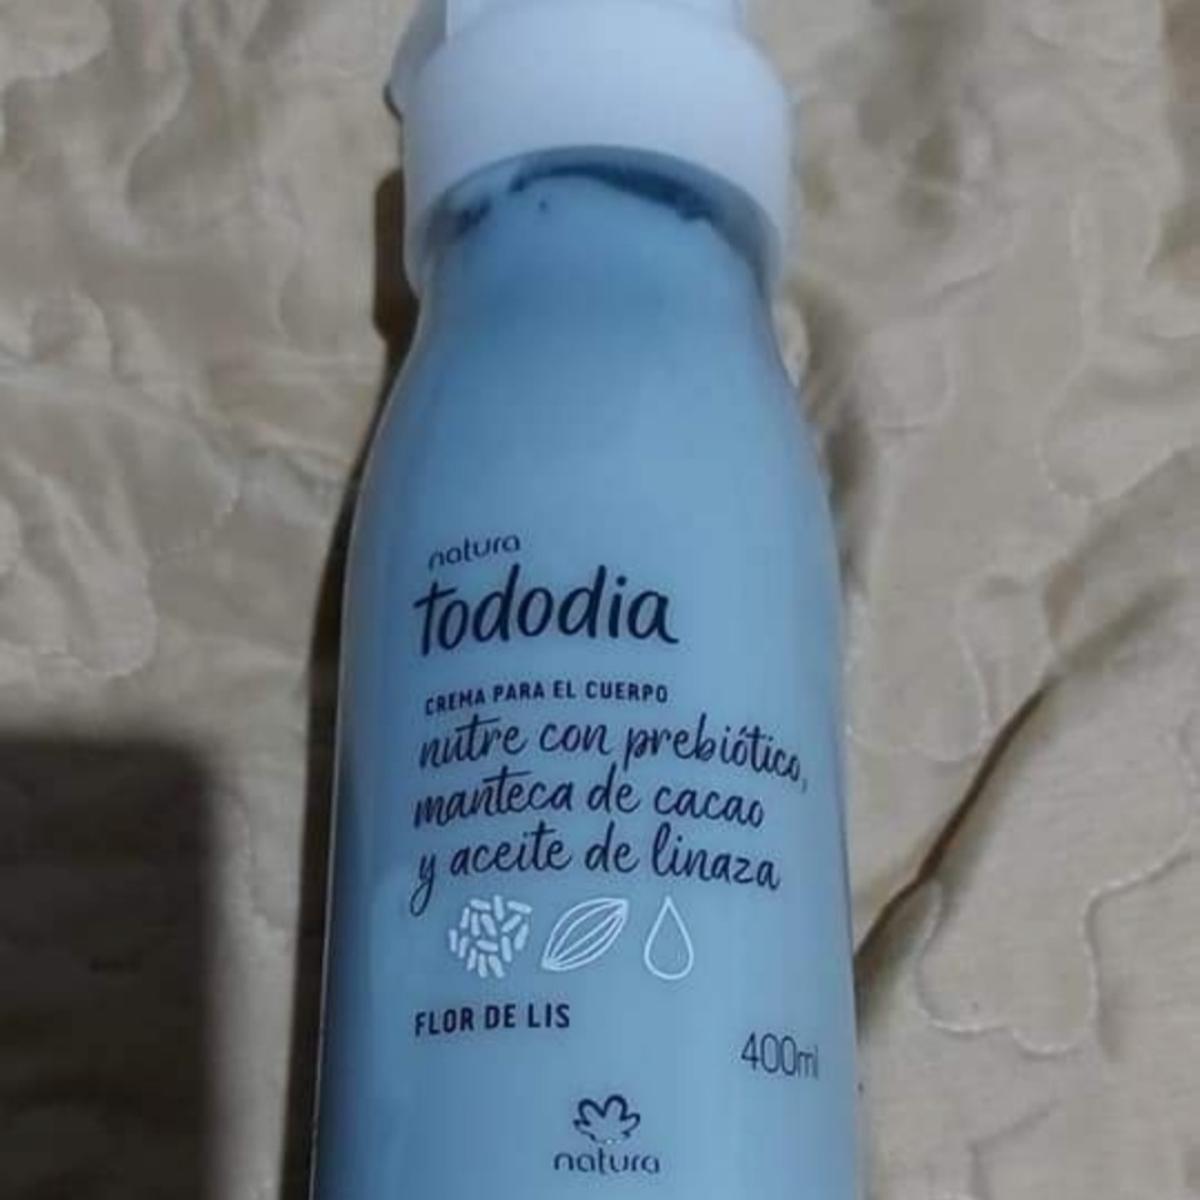 natura
tododia
CREMA PARA EL CUERPO
nutre con prebiótico,
manteca de cacao
y aceite de linaza
FLOR DE LIS
400ml
natura